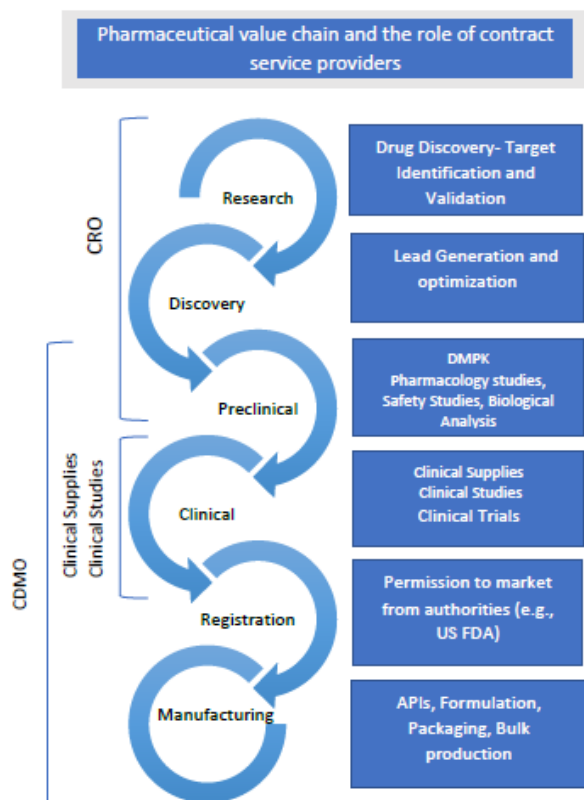 Pharmaceutical value chain and the role of contract
service providers
CRO
Research
Drug Discovery- Target
Identification and
Validation
Discovery
Lead Generation and
optimization
CDMO
Preclinical
DMPK
Pharmacology studies,
Safety Studies, Biological
Analysis
Clinical Supplies
Clinical Studies
Clinical
Clinical Supplies
Clinical Studies
Clinical Trials
Registration
Permission to market
from authorities (e.g.,
US FDA)
Manufacturing
APIs, Formulation,
Packaging, Bulk
production